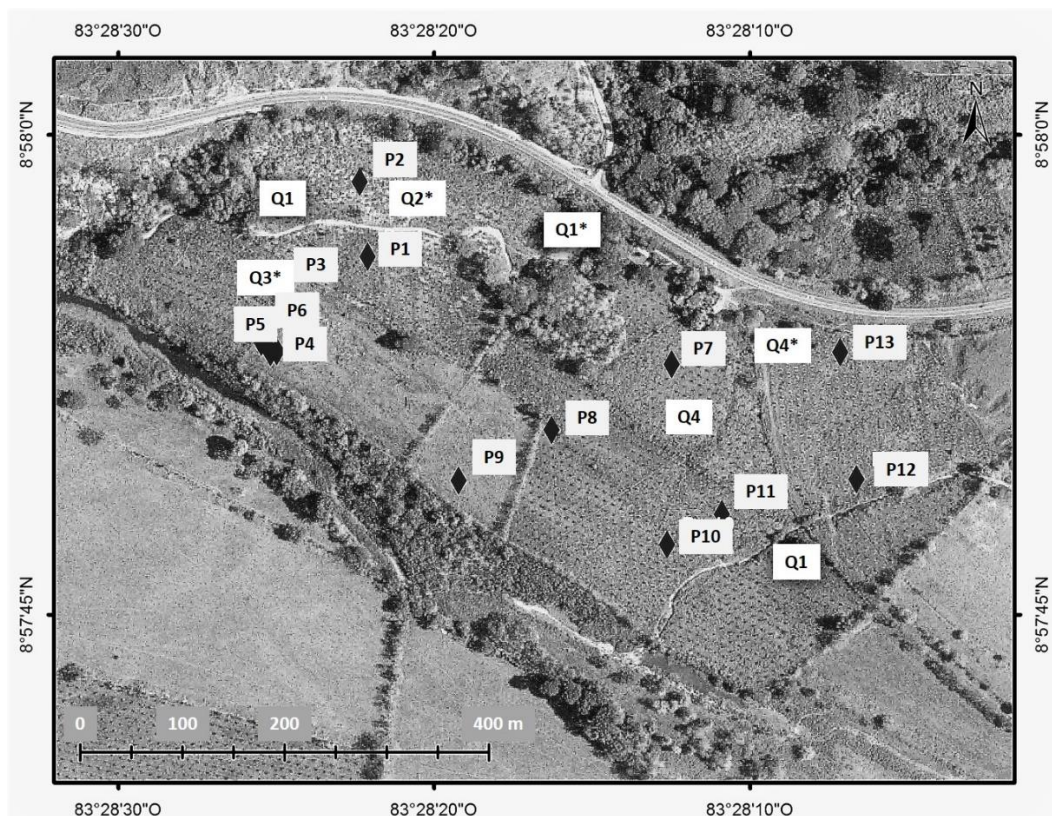 83°28'30"O 83°28'20"O 83°28'10"O
N
8°58'0"N 8°58'0"N
P2
Q1 Q2*
Q1*
P1
P3
Q3*
P6
P5
P4
P7 Q4* P13
Q4
P8
P9
P12
P11
P10
Q1
8°57'45"N 8°57'45"N
0 100 200 400 m
83°28'30"O 83°28'20"O 83°28'10"O